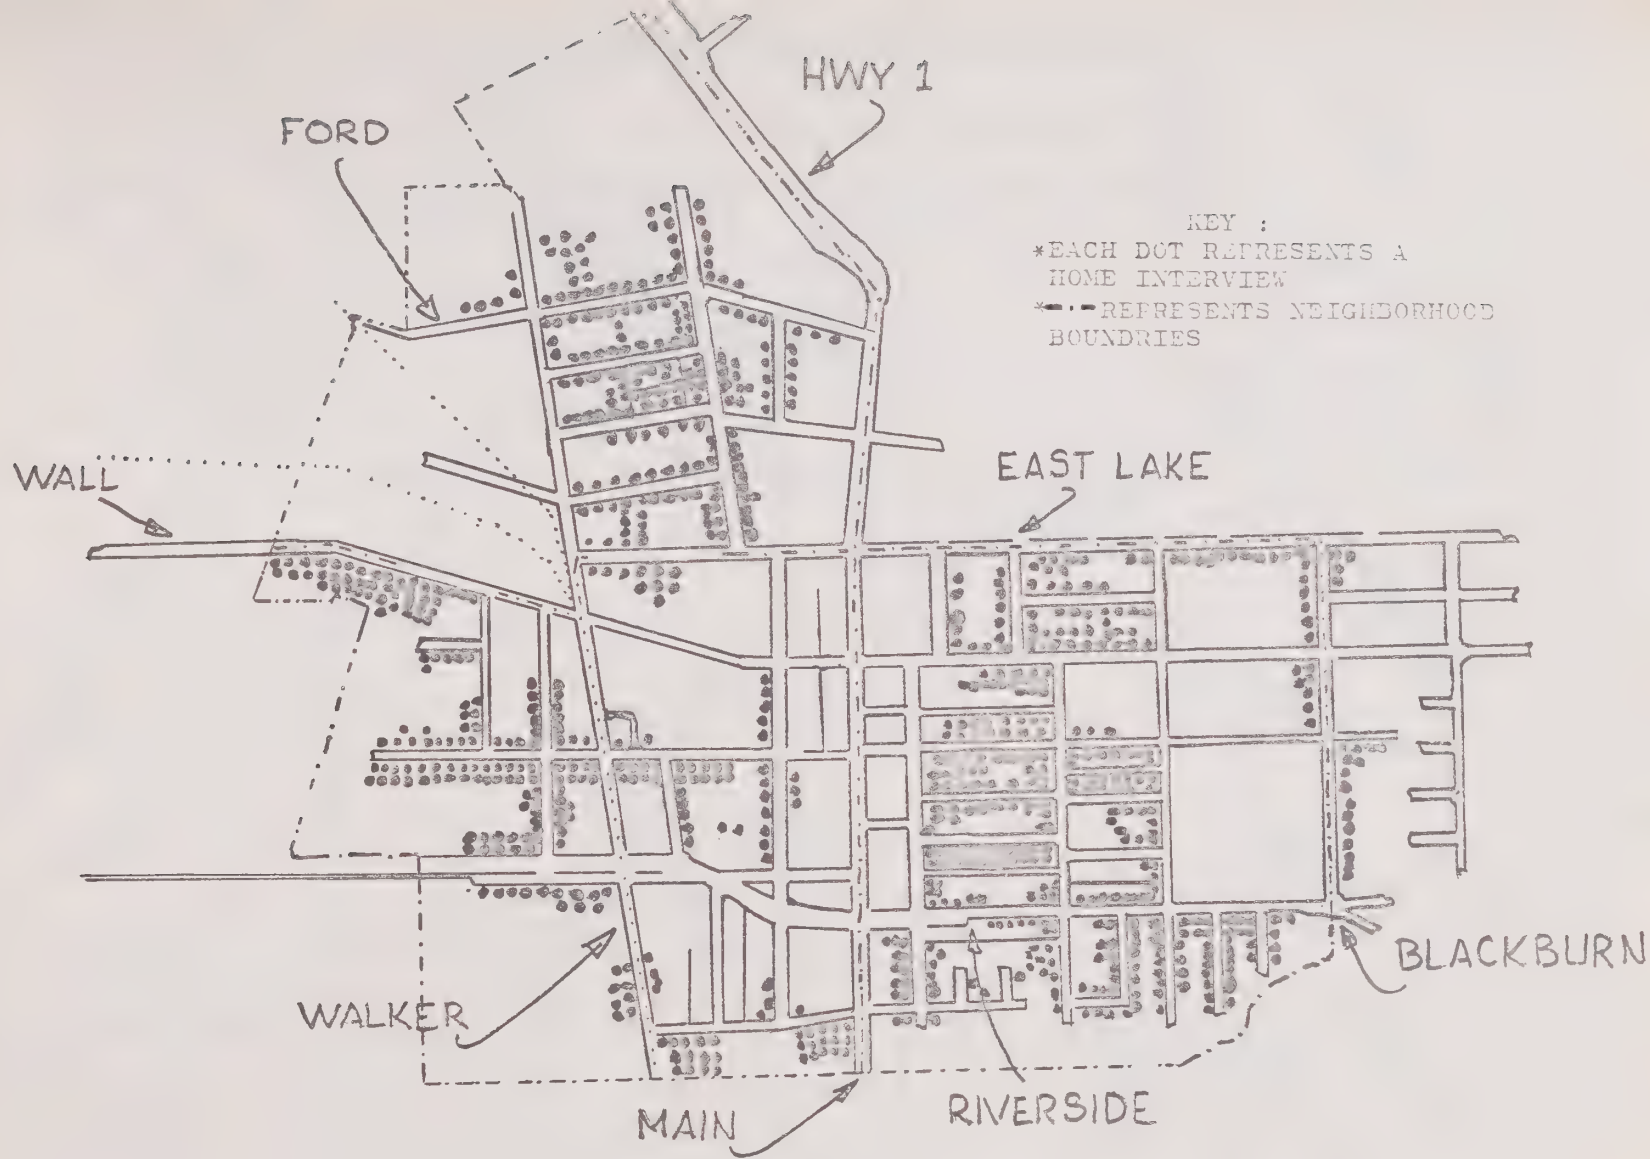 HWY 1
FORD
KEY :
*EACH DOT REPRESENTS A
HOME INTERVIEW
*━·━ REPRESENTS NEIGHBORHOOD
BOUNDRIES
WALL
EAST LAKE
BLACKBURN
WALKER
RIVERSIDE
MAIN